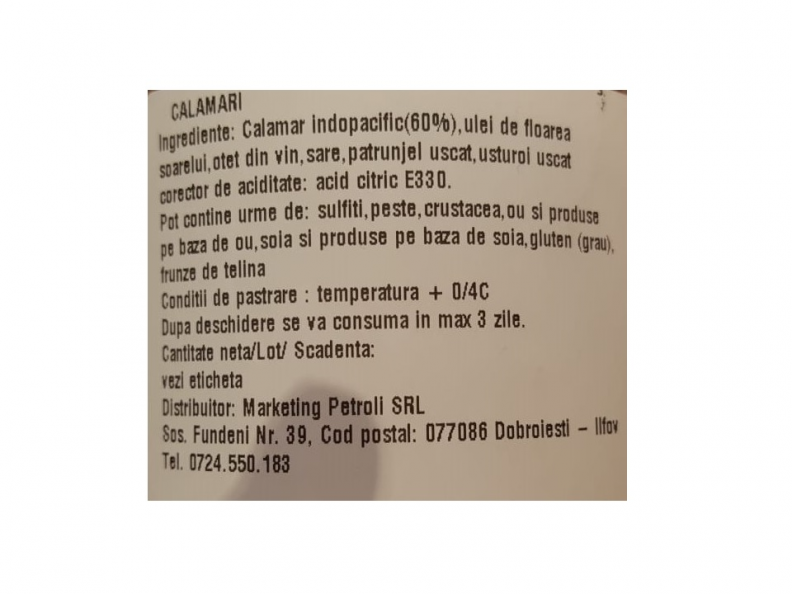 CALAMARI
Ingrediente: Calamar indopacific(60%),ulei de floarea
soarelui,otet din vin,sare,patrunjel uscat,usturoi uscat
corector de aciditate: acid citric E330.
Pot contine urme de: sulfiti,peste,crustacea,ou si produse
pe baza de ou,soia si produse pe baza de soia,gluten (grau),
frunze de telina
Conditii de pastrare : temperatura + 0/4C
Dupa deschidere se va consuma in max 3 zile.
Cantitate neta/Lot/ Scadenta:
vezi eticheta
Distribuitor: Marketing Petroli SRL
Sos. Fundeni Nr. 39, Cod postal: 077086 Dobroiesti - Ilfov
Tel. 0724.550.183